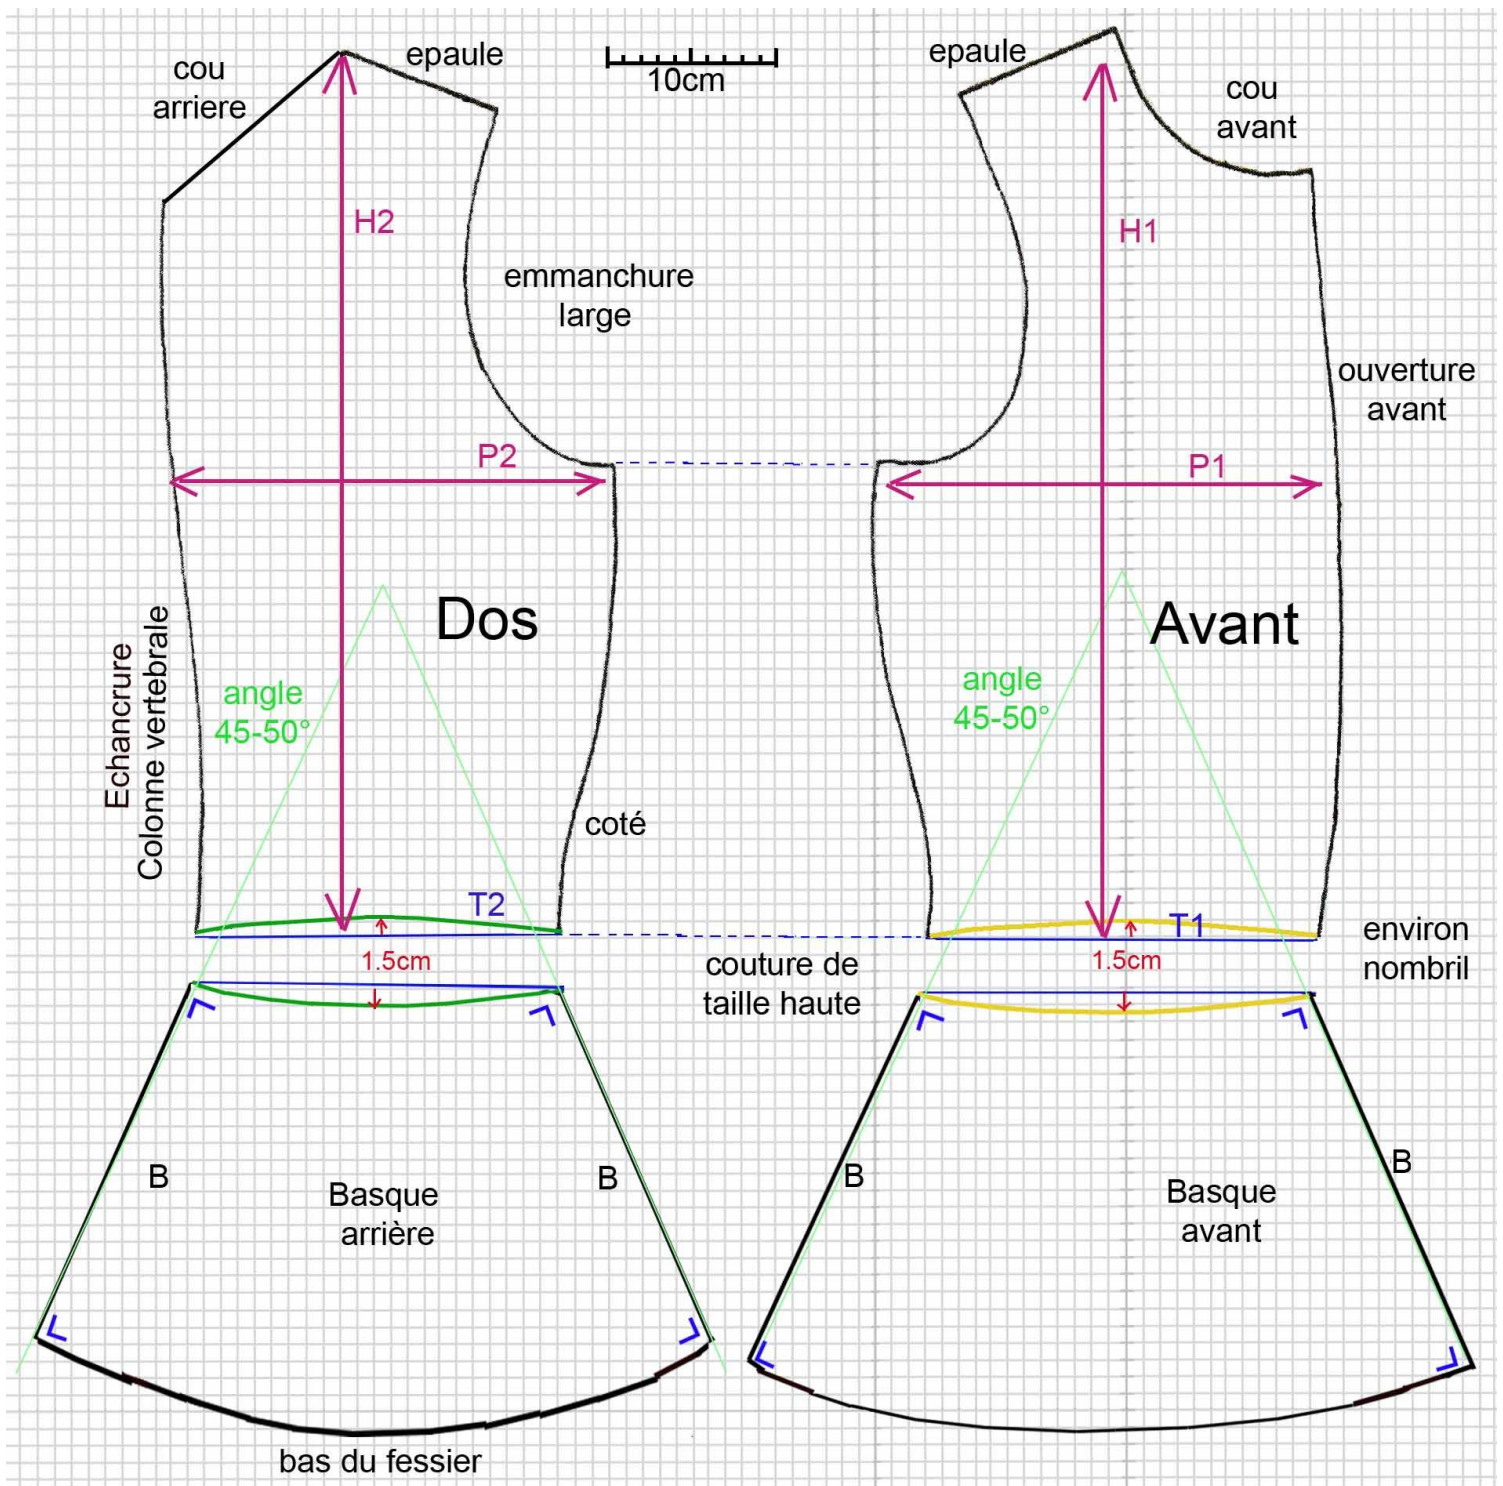 cou
arriere
epaule
10cm
epaule
cou
avant
H2
H1
emmanchure
large
ouverture
avant
P2
P1
Dos
Avant
Echancrure
Colonne vertebrale
angle
45-50°
angle
45-50°
coté
T2
T1
1.5cm
1.5cm
couture de
taille haute
environ
nombril
B
B
B
B
Basque
arrière
Basque
avant
bas du fessier